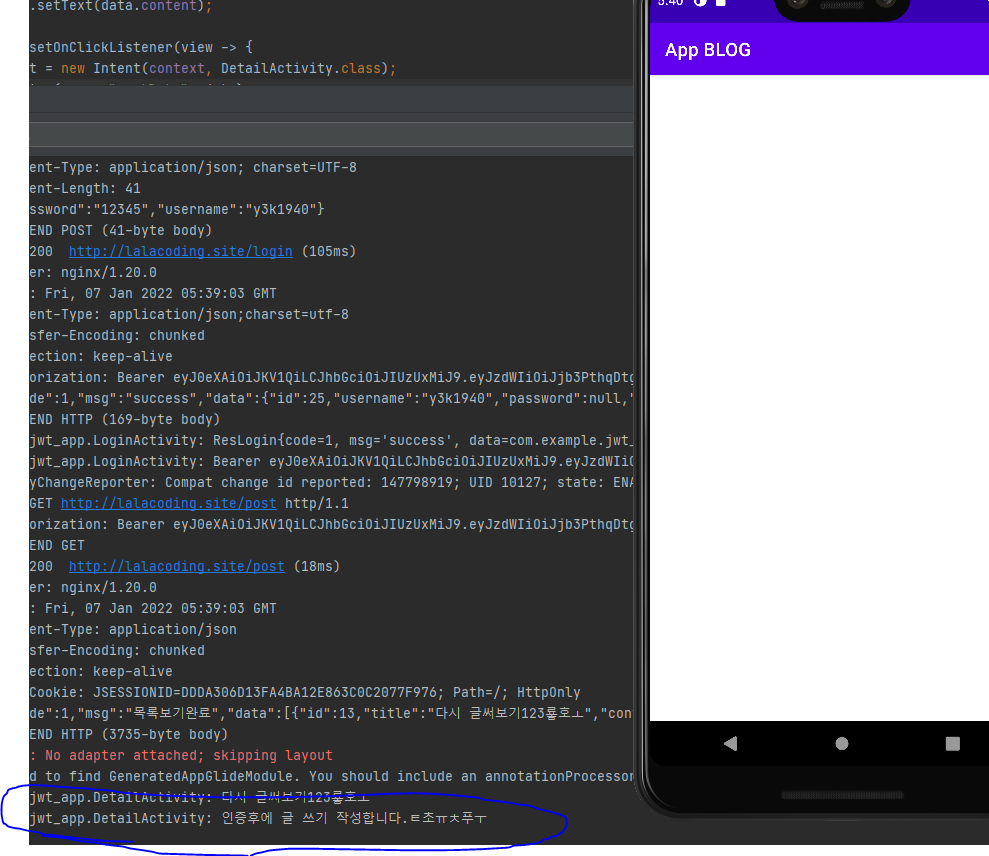 .setText(data.content);
setOnClickListener(view -> {
t = new Intent(context, DetailActivity.class);
5:40
App BLOG
ent-Type: application/json; charset=UTF-8
ent-Length: 41
ssword":"12345","username":"y3k1940"}
END POST (41-byte body)
200 http://lalacoding.site/login (105ms)
er: nginx/1.20.0
: Fri, 07 Jan 2022 05:39:03 GMT
ent-Type: application/json;charset=utf-8
sfer-Encoding: chunked
ection: keep-alive
orization: Bearer eyJ0eXAiOiJKV1QiLCJhbGciOiJIUzUxMiJ9.eyJzdWIiOiJjb3PthqDtg
de":1,"msg":"success","data":{"id":25,"username":"y3k1940","password":null,"
END HTTP (169-byte body)
jwt_app.LoginActivity: ResLogin{code=1, msg='success', data=com.example.jwt_
jwt_app.LoginActivity: Bearer eyJ0eXAiOiJKV1QiLCJhbGciOiJIUzUxMiJ9.eyJzdWIiO
yChangeReporter: Compat change id reported: 147798919; UID 10127; state: ENA
GET http://lalacoding.site/post http/1.1
orization: Bearer eyJ0eXAiOiJKV1QiLCJhbGciOiJIUzUxMiJ9.eyJzdWIiOiJjb3PthqDtg
END GET
200 http://lalacoding.site/post (18ms)
er: nginx/1.20.0
: Fri, 07 Jan 2022 05:39:03 GMT
ent-Type: application/json
sfer-Encoding: chunked
ection: keep-alive
Cookie: JSESSIONID=DDDA306D13FA4BA12E863C0C2077F976; Path=/; HttpOnly
de":1,"msg":"목록보기완료","data":[{"id":13,"title":"다시 글써보기123툫호ㅗ","con
END HTTP (3735-byte body)
: No adapter attached; skipping layout
d to find GeneratedAppGlideModule. You should include an annotationProcessor
jwt_app.DetailActivity: 다시 글써보기123툫호ㅗ
jwt_app.DetailActivity: 인증후에 글 쓰기 작성합니다.ㅌ초ㅠㅊ푸ㅜ